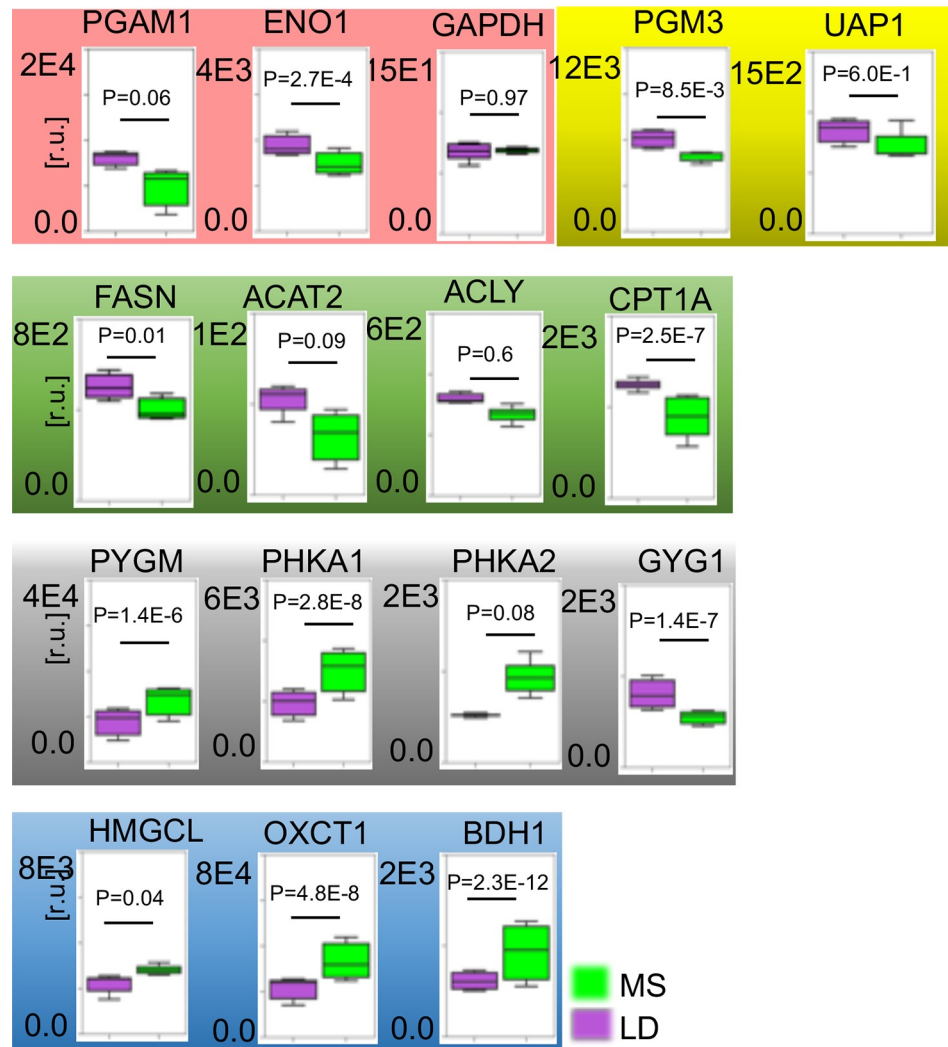 PGAM1 ENO1 GAPDH PGM3 UAP1
2E4 4E3 15E1 12E3 15E2
P=0.06 P=2.7E-4 P=0.97 P=8.5E-3 P=6.0E-1
[r.u.]
0.0 0.0 0.0 0.0 0.0
FASN ACAT2 ACLY CPT1A
8E2 1E2 6E2 2E3
P=0.01 P=0.09 P=0.6 P=2.5E-7
[r.u.]
0.0 0.0 0.0 0.0
PYGM PHKA1 PHKA2 GYG1
4E4 6E3 2E3 2E3
P=1.4E-6 P=2.8E-8 P=0.08 P=1.4E-7
[r.u.]
0.0 0.0 0.0 0.0
HMGCL OXCT1 BDH1
8E3 8E4 2E3
P=0.04 P=4.8E-8 P=2.3E-12
[r.u.]
0.0 0.0 0.0
MS
LD